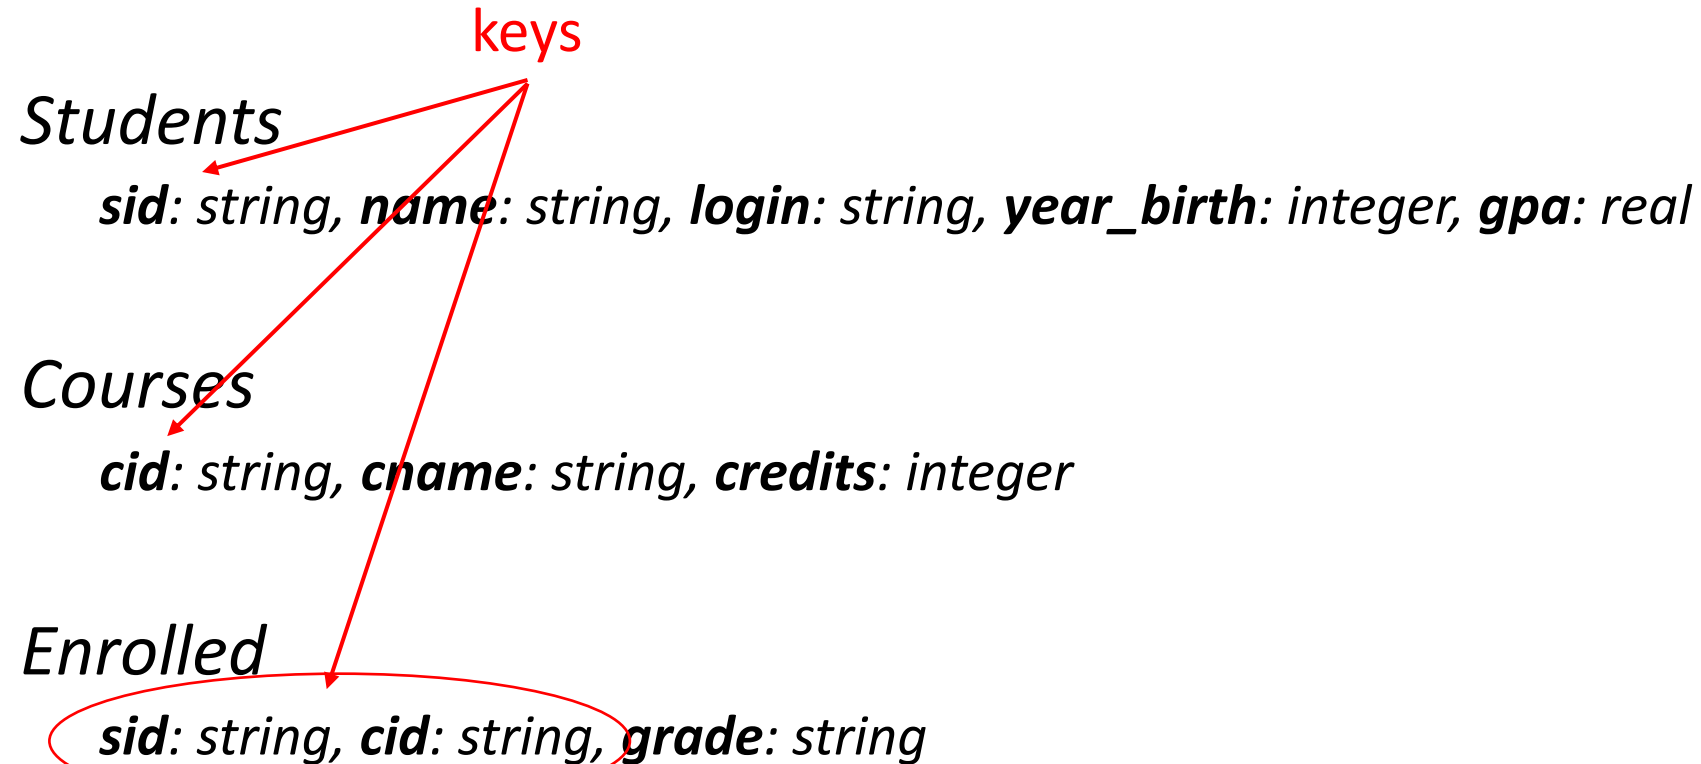 keys
Students
sid: string, name: string, login: string, year_birth: integer, gpa: real
Courses
cid: string, cname: string, credits: integer
Enrolled
sid: string, cid: string, grade: string